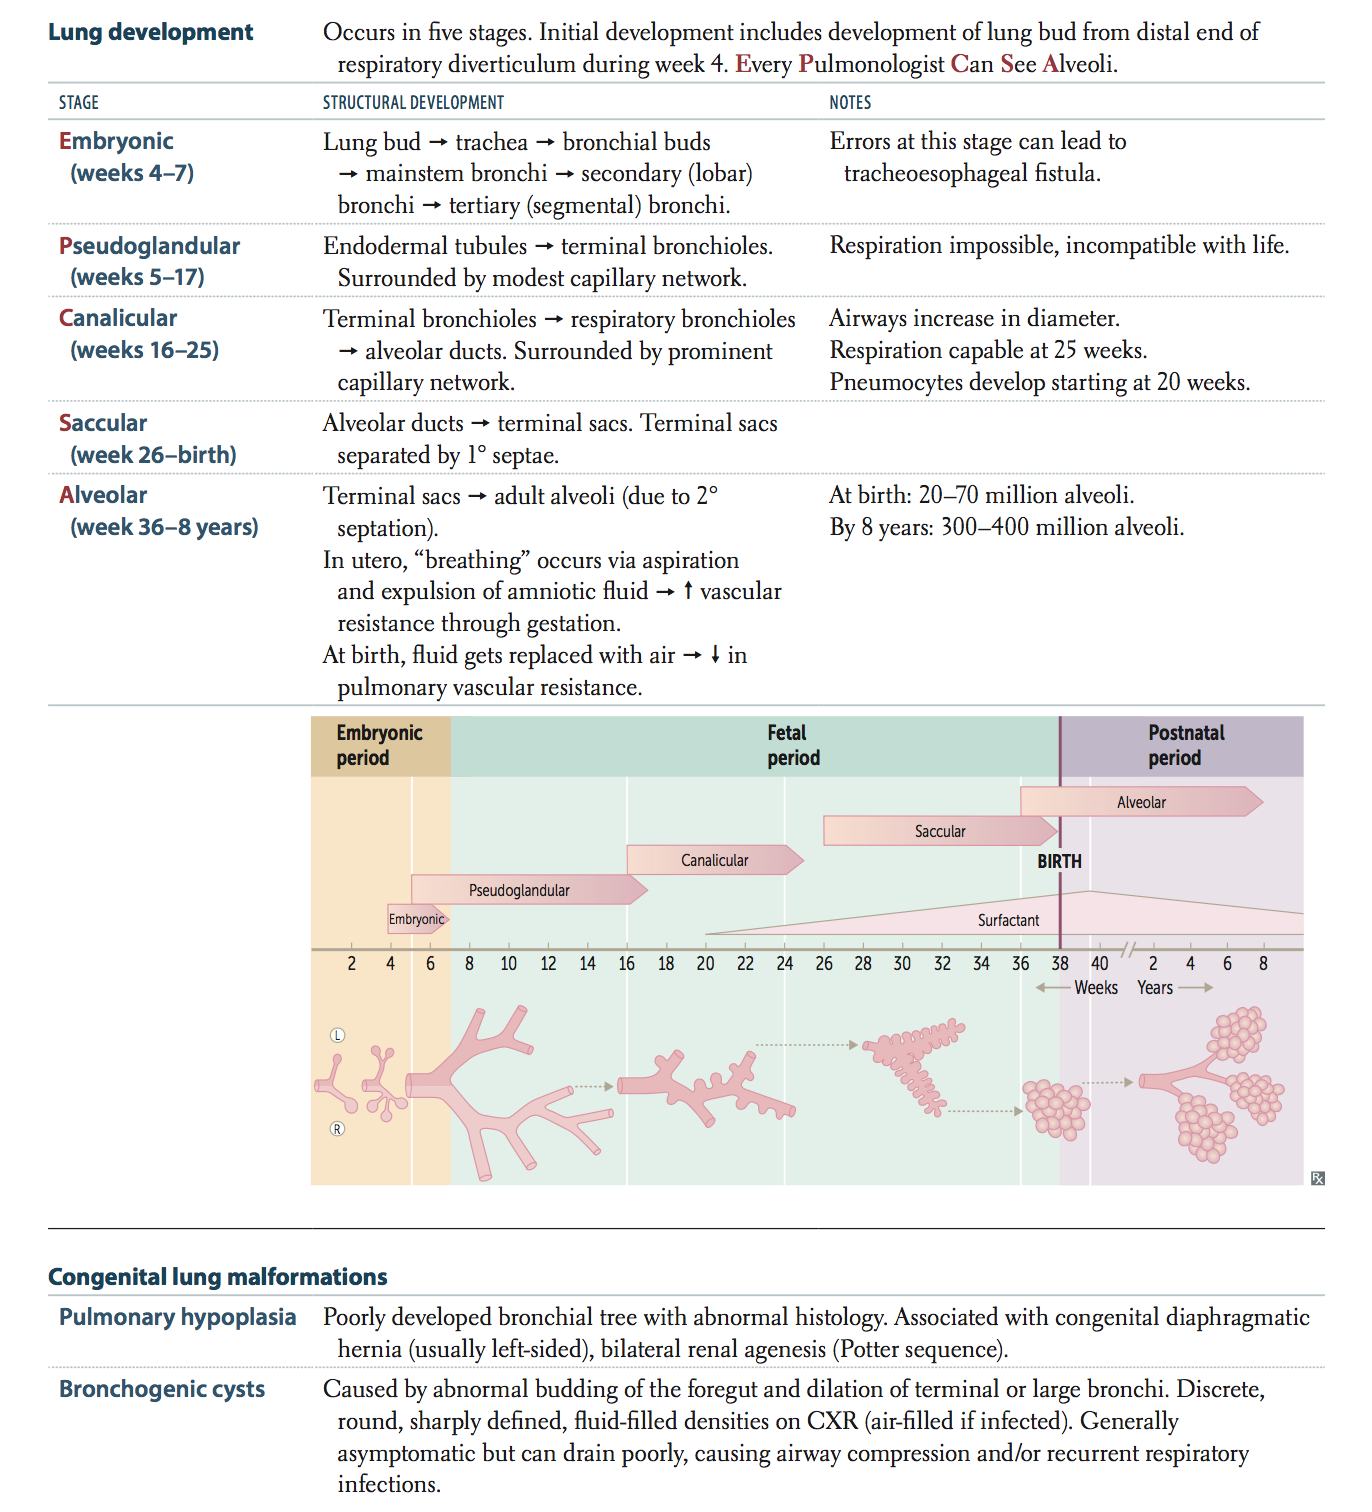 Lung development
Occurs in five stages. Initial development includes development of lung bud from distal end of
respiratory diverticulum during week 4. Every Pulmonologist Can See Alveoli.
STAGE
STRUCTURAL DEVELOPMENT
NOTES
Embryonic
(weeks 4–7)
Lung bud → trachea → bronchial buds
→ mainstem bronchi → secondary (lobar)
bronchi → tertiary (segmental) bronchi.
Errors at this stage can lead to
tracheoesophageal fistula.
Pseudoglandular
(weeks 5–17)
Endodermal tubules → terminal bronchioles.
Surrounded by modest capillary network.
Respiration impossible, incompatible with life.
Canalicular
(weeks 16–25)
Terminal bronchioles → respiratory bronchioles
→ alveolar ducts. Surrounded by prominent
capillary network.
Airways increase in diameter.
Respiration capable at 25 weeks.
Pneumocytes develop starting at 20 weeks.
Saccular
(week 26–birth)
Alveolar ducts → terminal sacs. Terminal sacs
separated by 1° septae.
Alveolar
(week 36–8 years)
Terminal sacs → adult alveoli (due to 2°
septation).
In utero, “breathing” occurs via aspiration
and expulsion of amniotic fluid → ↑ vascular
resistance through gestation.
At birth, fluid gets replaced with air → ↓ in
pulmonary vascular resistance.
At birth: 20–70 million alveoli.
By 8 years: 300–400 million alveoli.
Embryonic
period
Fetal
period
Postnatal
period
Alveolar
Saccular
Canalicular
BIRTH
Pseudoglandular
Embryonic
Surfactant
2 4 6 8 10 12 14 16 18 20 22 24 26 28 30 32 34 36 38 40 2 4 6 8
Weeks Years
L
R
Rx
Congenital lung malformations
Pulmonary hypoplasia
Poorly developed bronchial tree with abnormal histology. Associated with congenital diaphragmatic
hernia (usually left-sided), bilateral renal agenesis (Potter sequence).
Bronchogenic cysts
Caused by abnormal budding of the foregut and dilation of terminal or large bronchi. Discrete,
round, sharply defined, fluid-filled densities on CXR (air-filled if infected). Generally
asymptomatic but can drain poorly, causing airway compression and/or recurrent respiratory
infections.